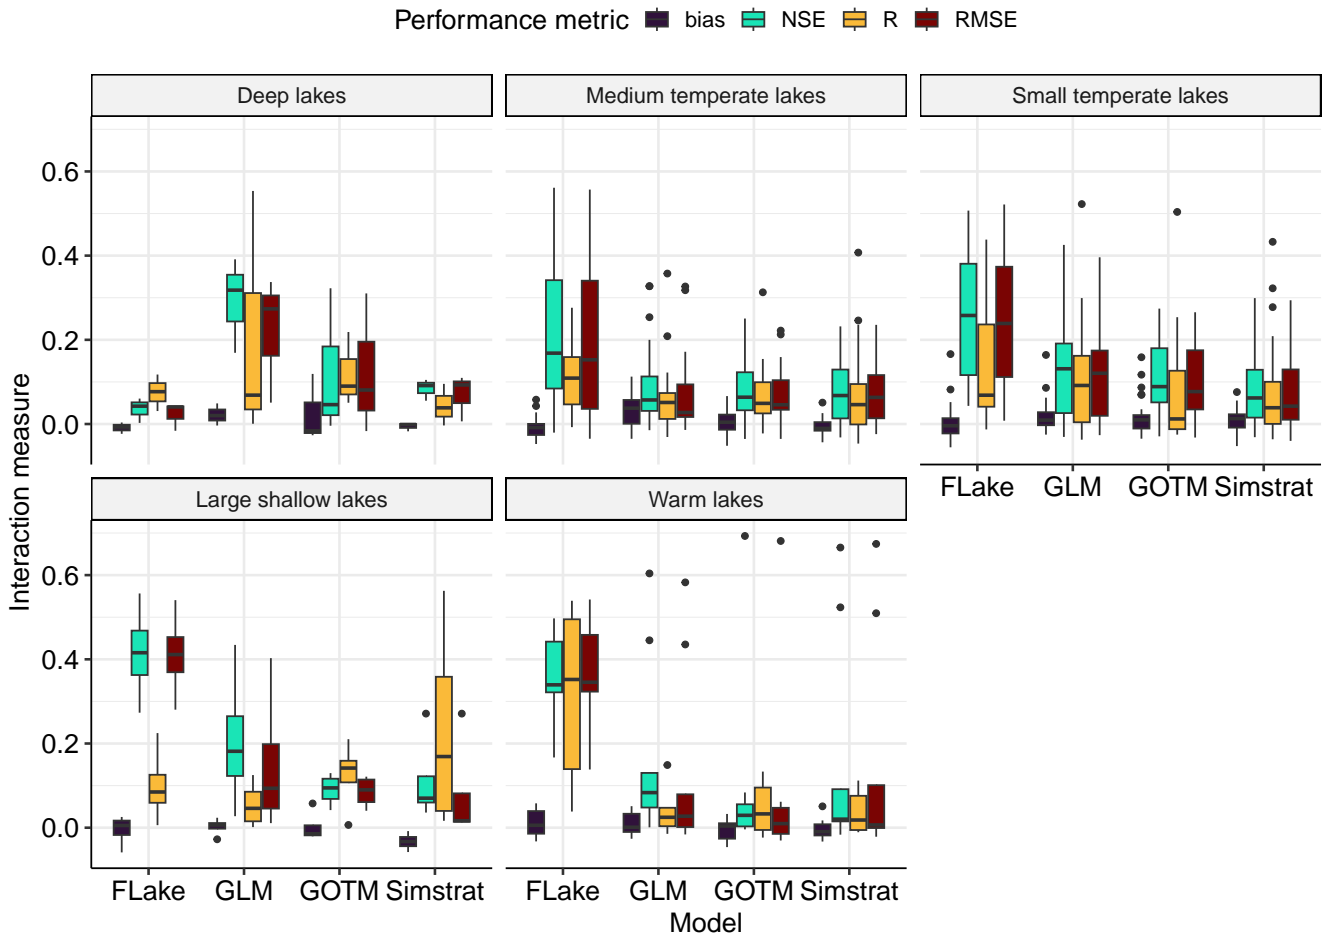 Performance metric bias NSE R RMSE
Deep lakes Medium temperate lakes Small temperate lakes
0.6
0.4
0.2
0.0
FLake GLM GOTM Simstrat
Large shallow lakes Warm lakes
0.6
0.4
0.2
0.0
FLake GLM GOTM Simstrat FLake GLM GOTM Simstrat
Interaction measure
Model